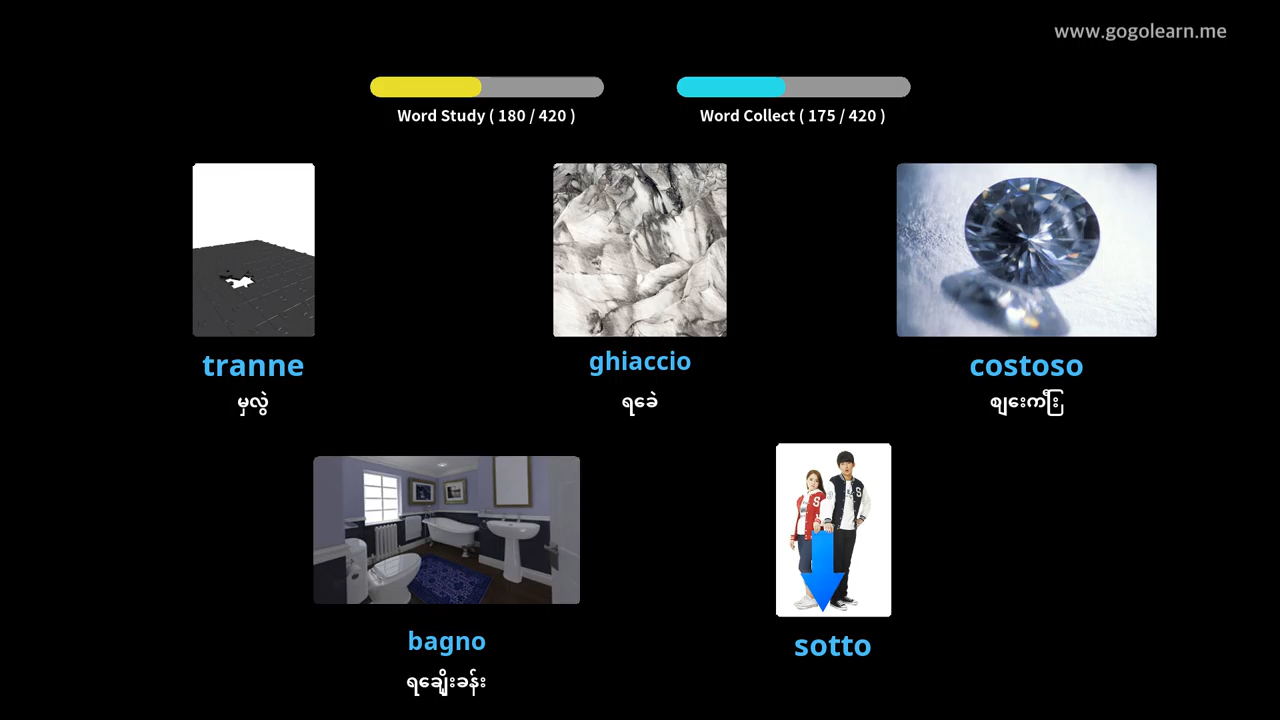 www.gogolearn.me
Word Study ( 180 / 420 )
Word Collect ( 175 / 420 )
tranne
မှလွဲ
ghiaccio
ရခေဲ
costoso
စျေးကြီး
bagno
ရေချိုးခန်း
sotto
S
S